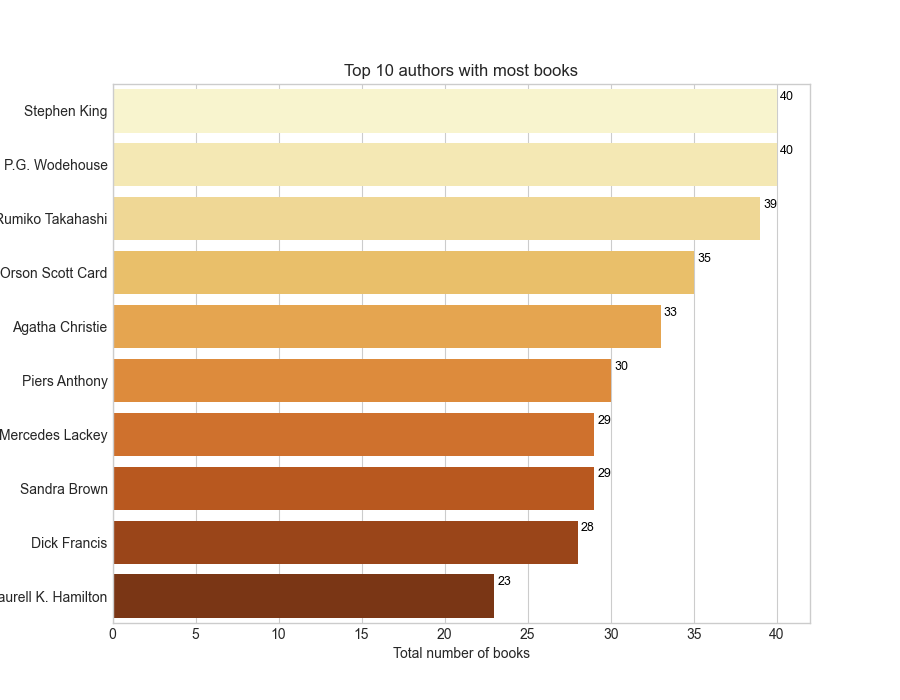 Top 10 authors with most books
Stephen King 40
P.G. Wodehouse 40
Rumiko Takahashi 39
Orson Scott Card 35
Agatha Christie 33
Piers Anthony 30
Mercedes Lackey 29
Sandra Brown 29
Dick Francis 28
aurell K. Hamilton 23
0 5 10 15 20 25 30 35 40
Total number of books